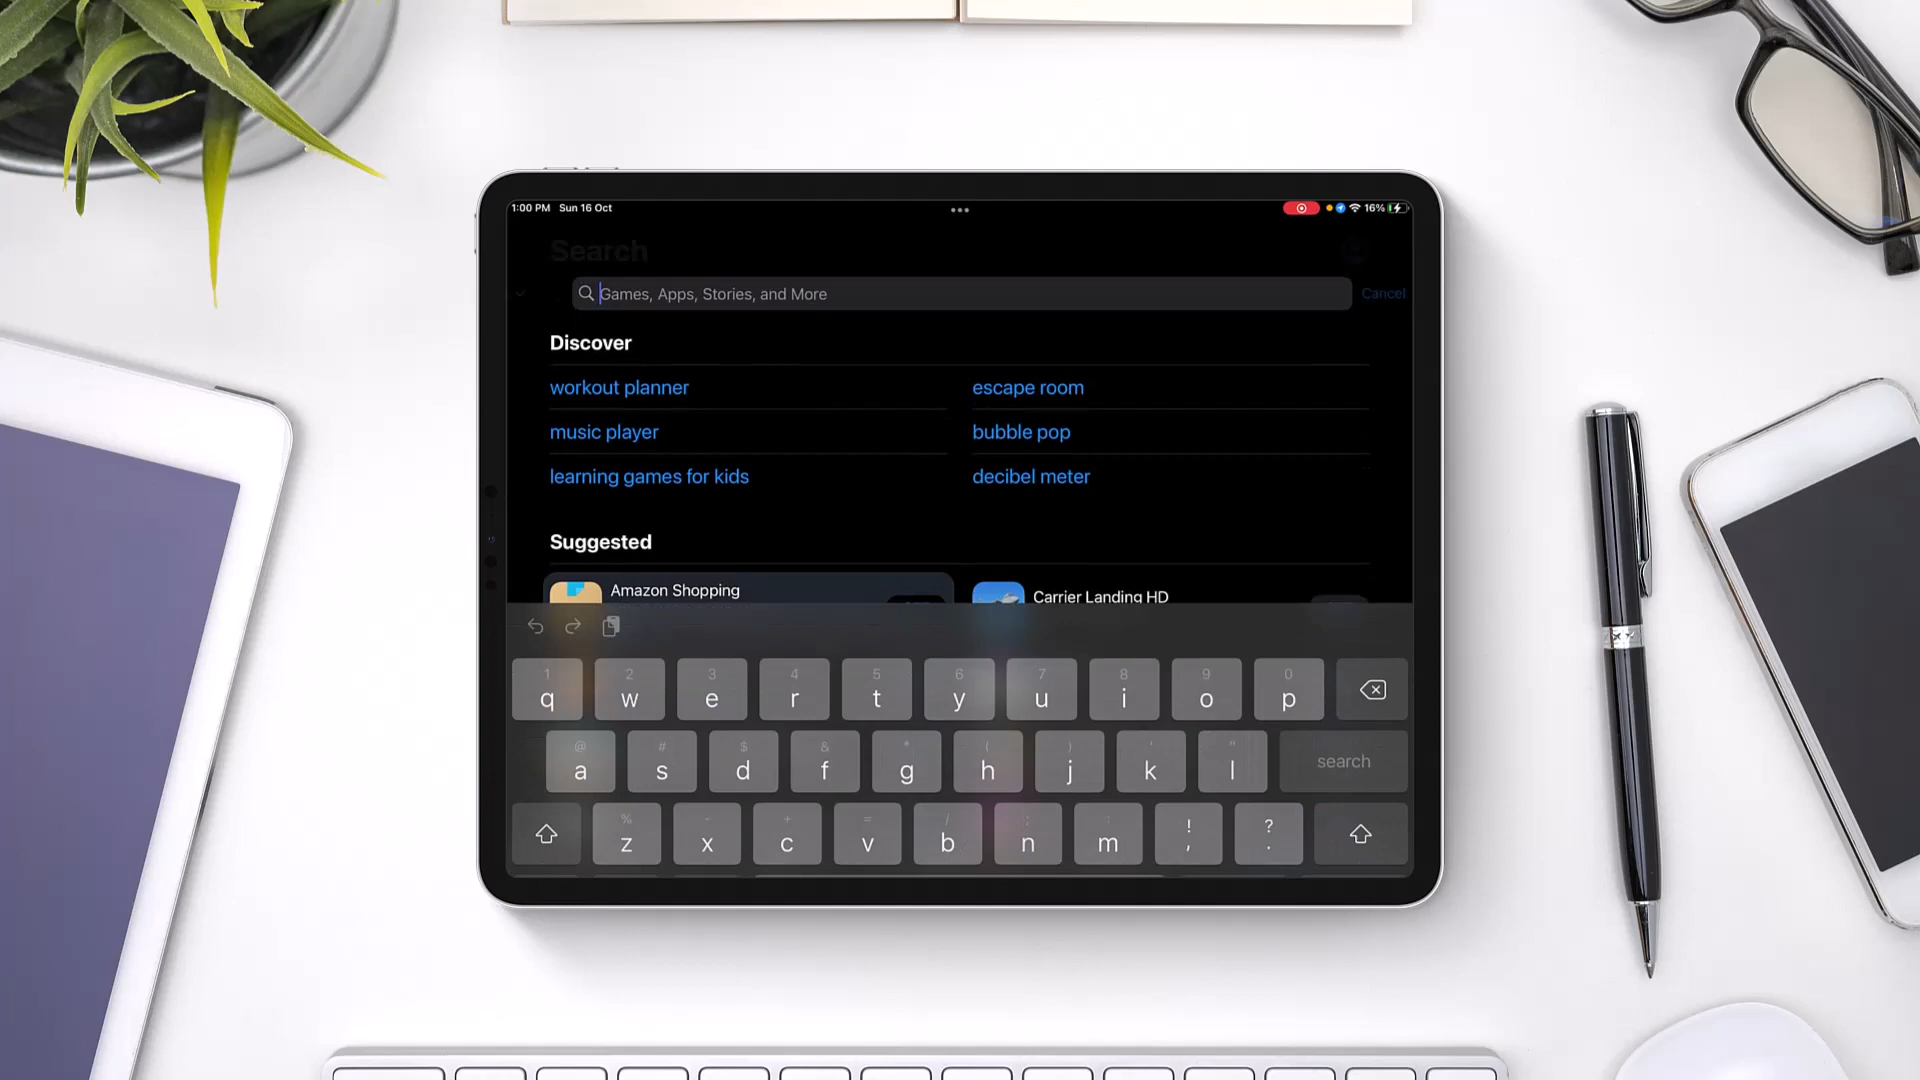 1:00 PM Sun 16 Oct
16%
Search
Games, Apps, Stories, and More
Cancel
Discover
workout planner
escape room
music player
bubble pop
learning games for kids
decibel meter
Suggested
Amazon Shopping
Carrier Landing HD
1 2 3 4 5 6 7 8 9 0
q w e r t y u i o p
@ # $ & * ( ) ' "
a s d f g h j k l search
% - + = / ; : ! ?
z x c v b n m , .